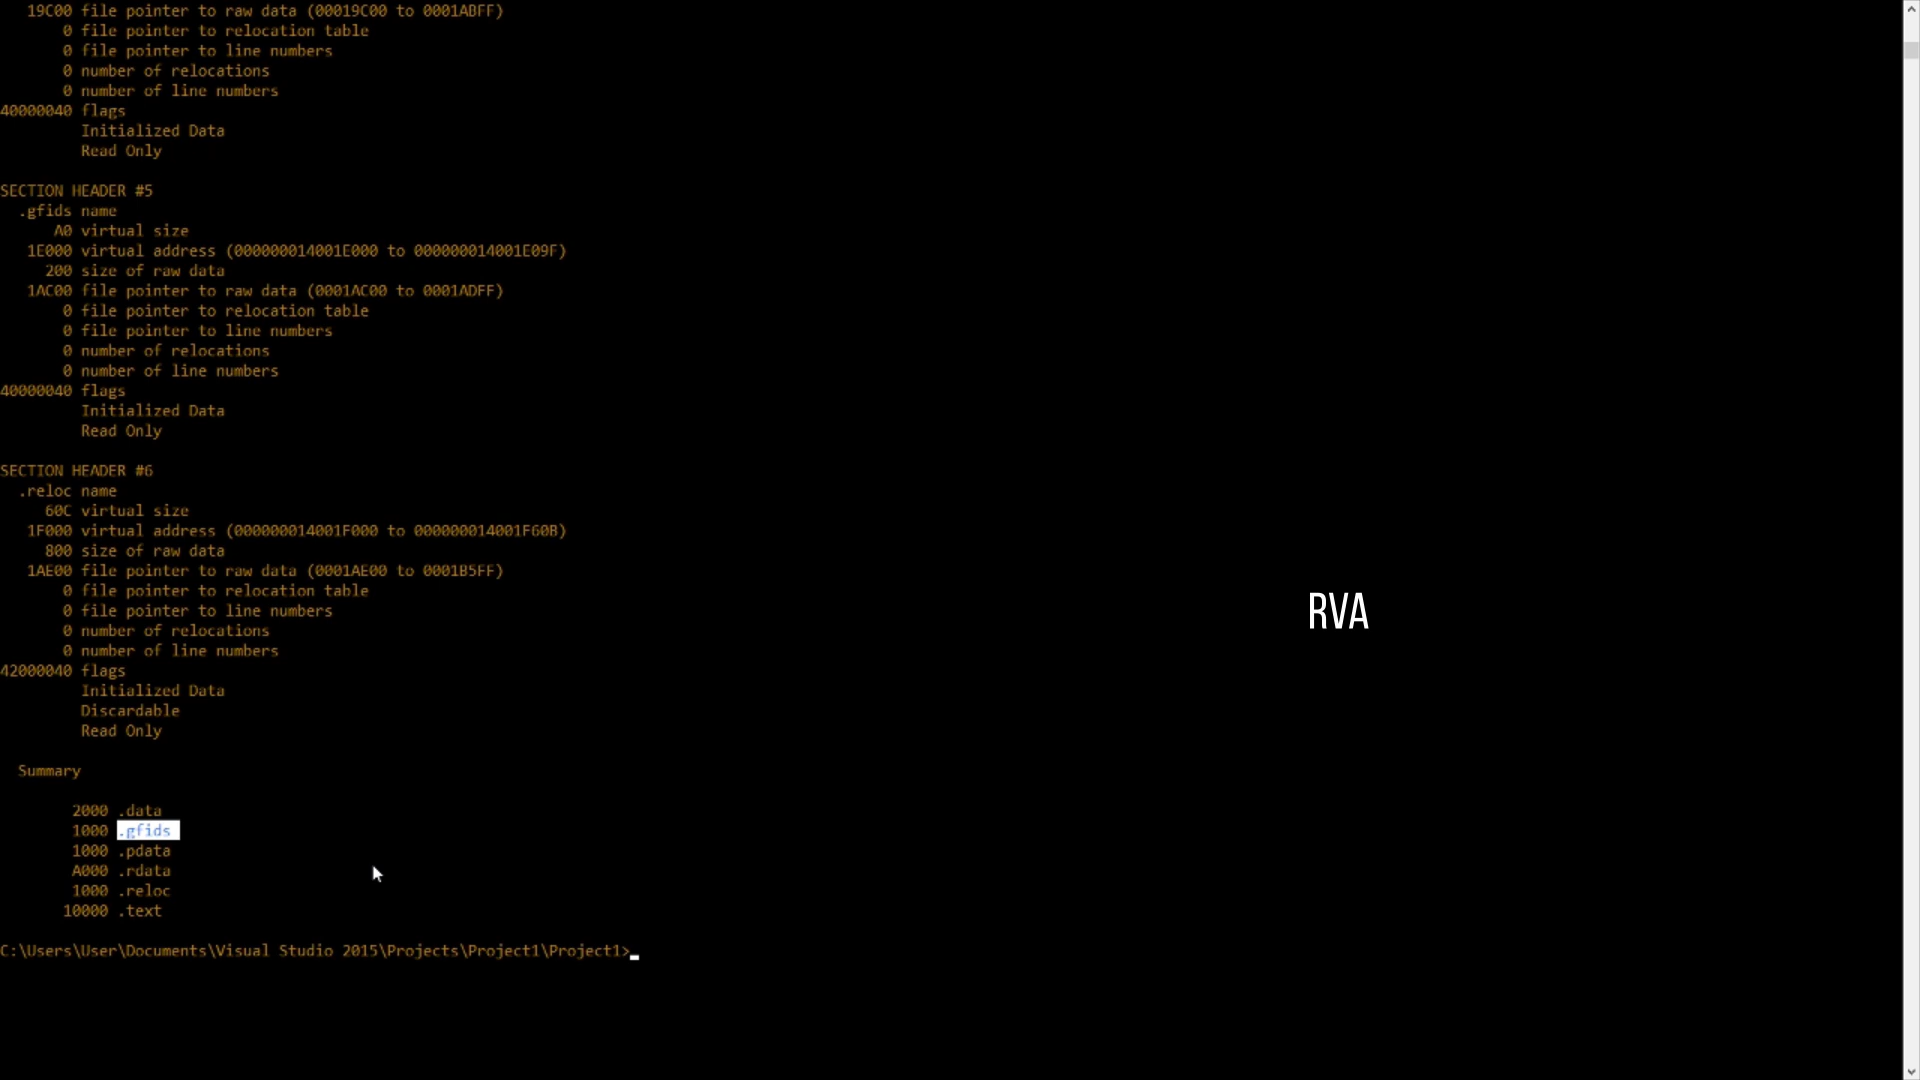 19C00 file pointer to raw data (00019C00 to 0001ABFF)
0 file pointer to relocation table
0 file pointer to line numbers
0 number of relocations
0 number of line numbers
40000040 flags
Initialized Data
Read Only
SECTION HEADER #5
.gfids name
A0 virtual size
1E000 virtual address (000000014001E000 to 000000014001E09F)
200 size of raw data
1AC00 file pointer to raw data (0001AC00 to 0001ADFF)
0 file pointer to relocation table
0 file pointer to line numbers
0 number of relocations
0 number of line numbers
40000040 flags
Initialized Data
Read Only
SECTION HEADER #6
.reloc name
60C virtual size
1F000 virtual address (000000014001F000 to 000000014001F60B)
800 size of raw data
1AE00 file pointer to raw data (0001AE00 to 0001B5FF)
0 file pointer to relocation table
0 file pointer to line numbers
0 number of relocations
0 number of line numbers
42000040 flags
Initialized Data
Discardable
Read Only
RVA
Summary
2000 .data
1000 .gfids
1000 .pdata
A000 .rdata
1000 .reloc
10000 .text
C:\Users\User\Documents\Visual Studio 2015\Projects\Project1\Project1>